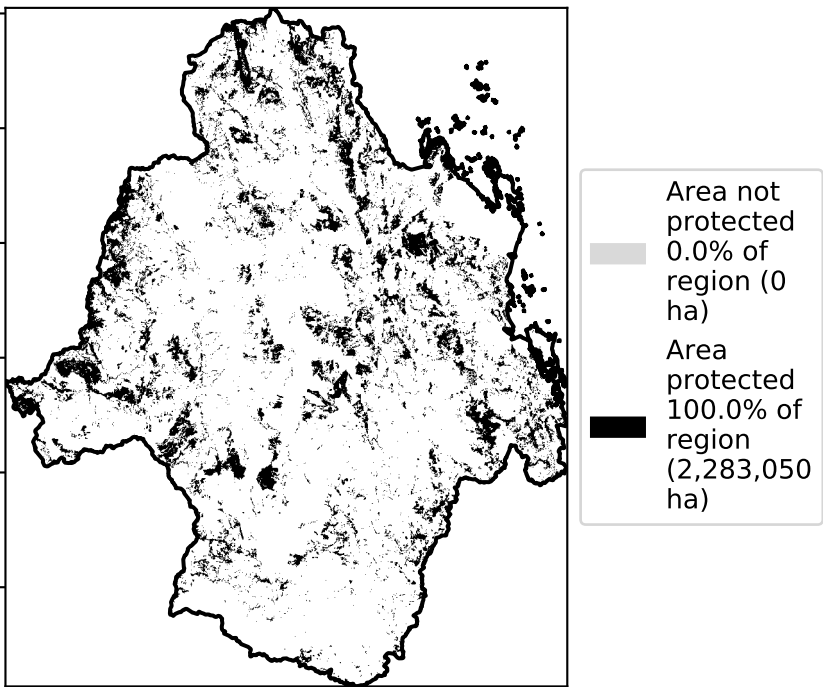 Area not
protected
0.0% of
region (0
ha)
Area
protected
100.0% of
region
(2,283,050
ha)